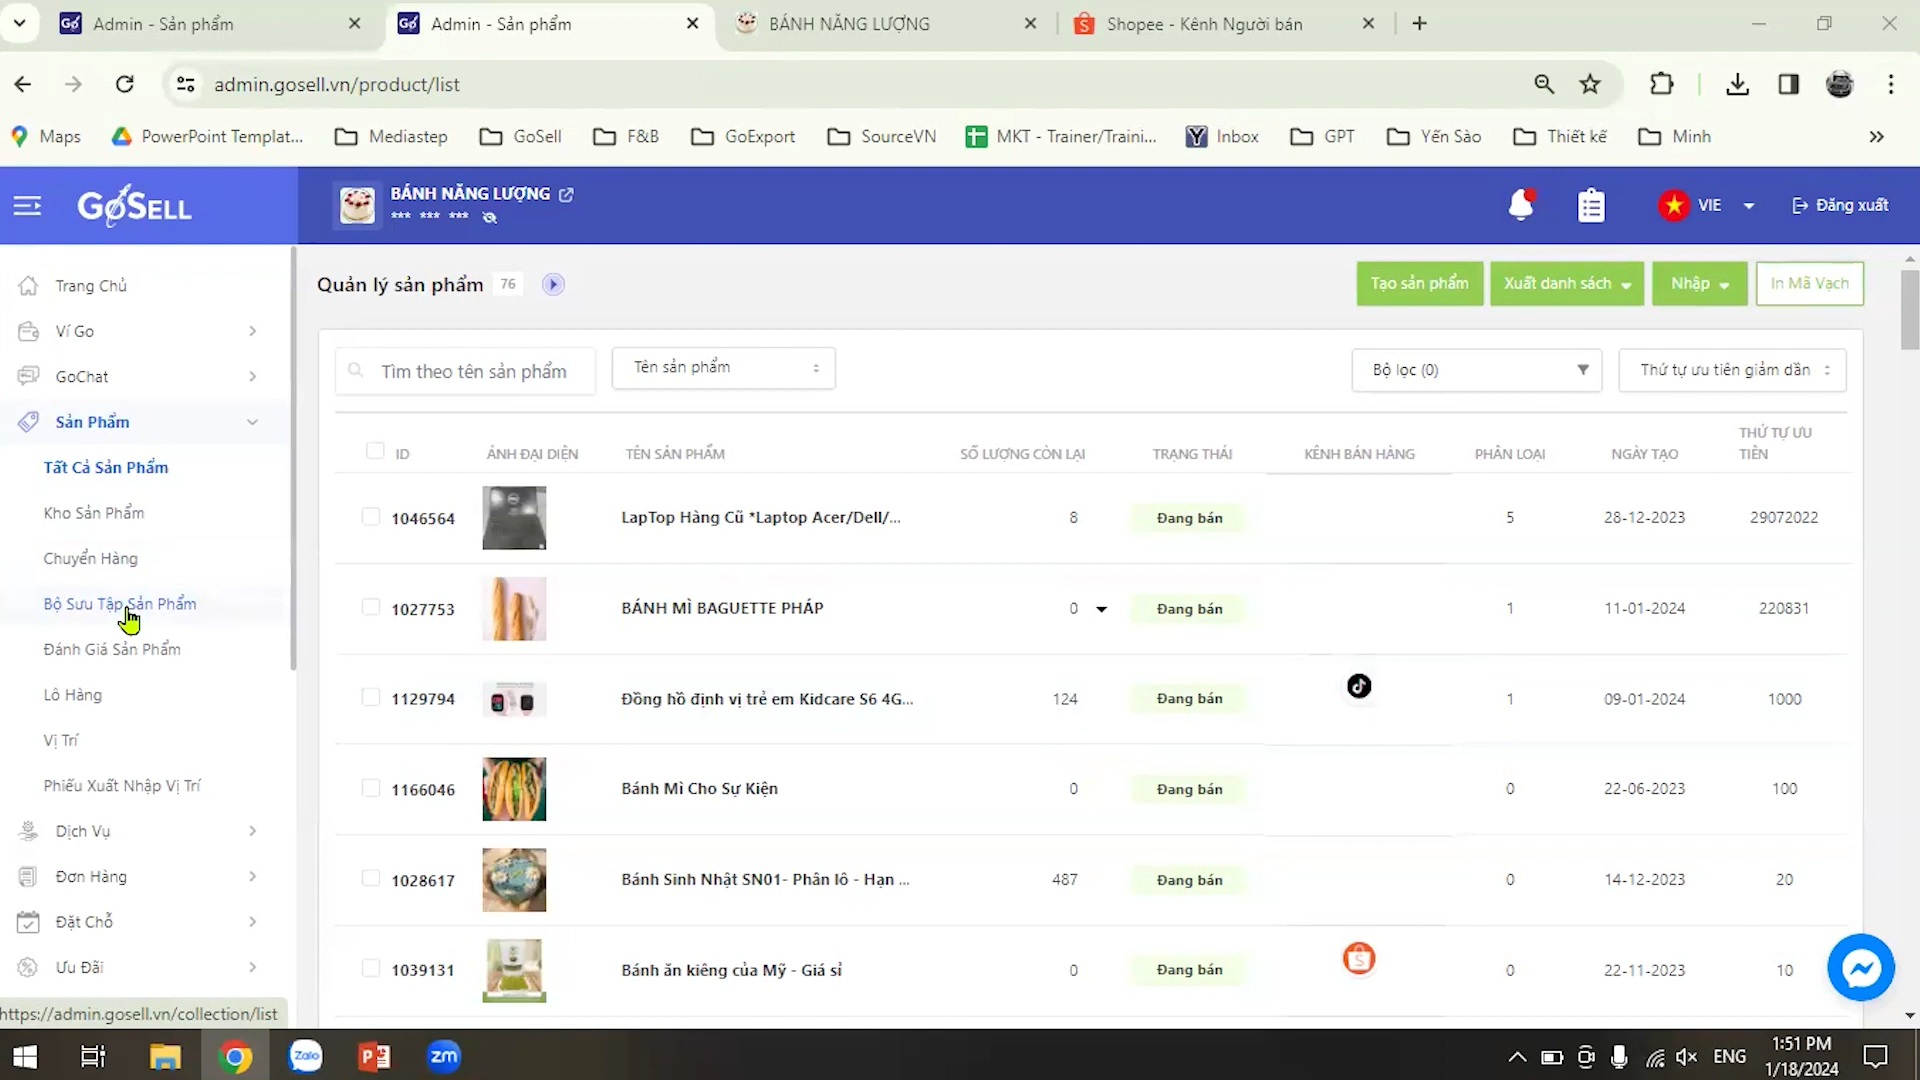 Admin - Sản phẩm
Admin - Sản phẩm
BÁNH NĂNG LƯỢNG
Shopee - Kênh Người bán
admin.gosell.vn/product/list
Maps
PowerPoint Templat...
Mediastep
GoSell
F&B
GoExport
SourceVN
MKT - Trainer/Traini...
Inbox
GPT
Yến Sào
Thiết kế
Minh
GoSELL
BÁNH NĂNG LƯỢNG
*** *** ***
VIE
Đăng xuất
Trang Chủ
Ví Go
GoChat
Sản Phẩm
Tất Cả Sản Phẩm
Kho Sản Phẩm
Chuyển Hàng
Bộ Sưu Tập Sản Phẩm
Đánh Giá Sản Phẩm
Lô Hàng
Vị Trí
Phiếu Xuất Nhập Vị Trí
Dịch Vụ
Đơn Hàng
Đặt Chỗ
Ưu Đãi
https://admin.gosell.vn/collection/list
Quản lý sản phẩm 76
Tạo sản phẩm
Xuất danh sách
Nhập
In Mã Vạch
Tìm theo tên sản phẩm
Tên sản phẩm
Bộ lọc (0)
Thứ tự ưu tiên giảm dần
ID ẢNH ĐẠI DIỆN TÊN SẢN PHẨM SỐ LƯỢNG CÒN LẠI TRẠNG THÁI KÊNH BÁN HÀNG PHÂN LOẠI NGÀY TẠO THỨ TỰ ƯU
TIÊN
1046564 LapTop Hàng Cũ *Laptop Acer/Dell/... 8 Đang bán 5 28-12-2023 29072022
1027753 BÁNH MÌ BAGUETTE PHÁP 0 Đang bán 1 11-01-2024 220831
1129794 Đồng hồ định vị trẻ em Kidcare S6 4G... 124 Đang bán 1 09-01-2024 1000
1166046 Bánh Mì Cho Sự Kiện 0 Đang bán 0 22-06-2023 100
1028617 Bánh Sinh Nhật SN01- Phân lô - Hạn ... 487 Đang bán 0 14-12-2023 20
1039131 Bánh ăn kiêng của Mỹ - Giá sỉ 0 Đang bán 0 22-11-2023 10
Zalo
zm
ENG
1:51 PM
1/18/2024